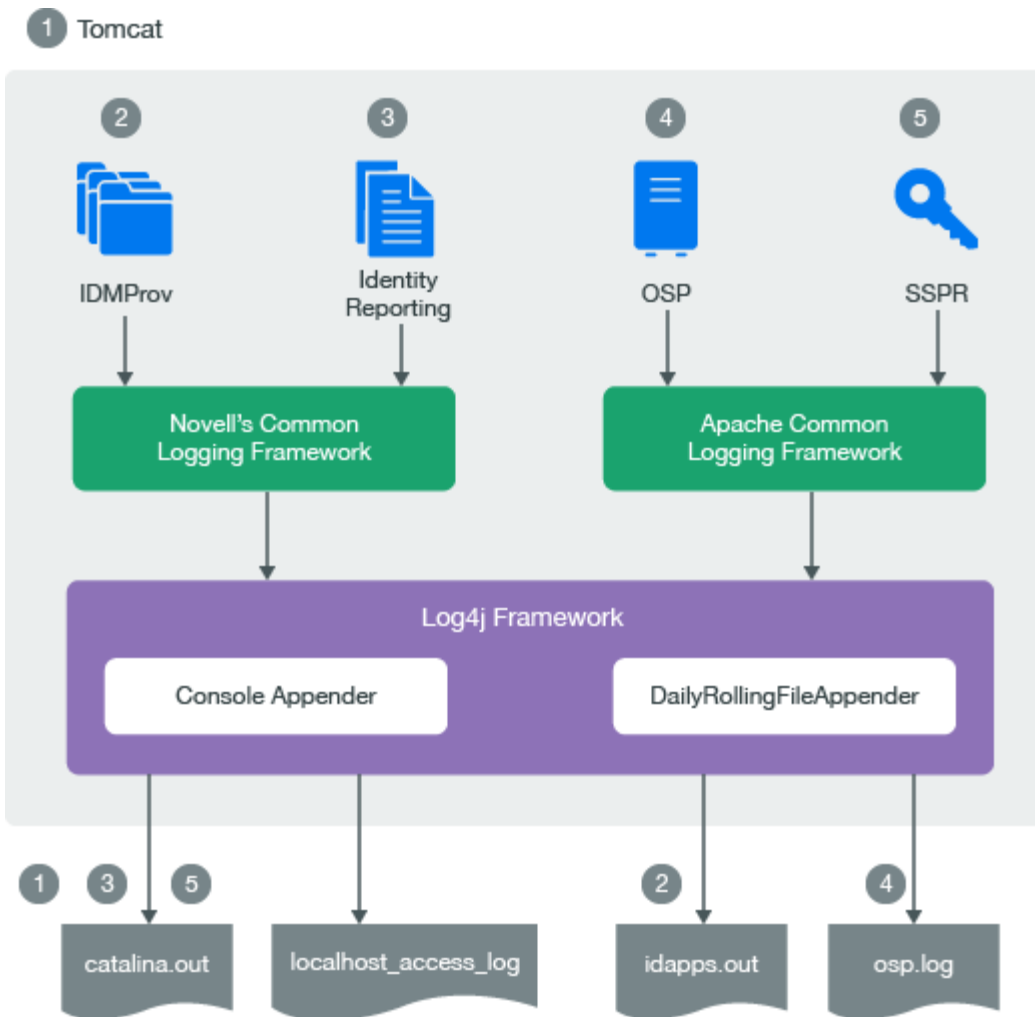 1 Tomcat
2 3 4 5
IDMProv
Identity
Reporting
OSP
SSPR
Novell's Common
Logging Framework
Apache Common
Logging Framework
Log4j Framework
Console Appender
DailyRollingFileAppender
1 3 5 2 4
catalina.out
localhost_access_log
idapps.out
osp.log